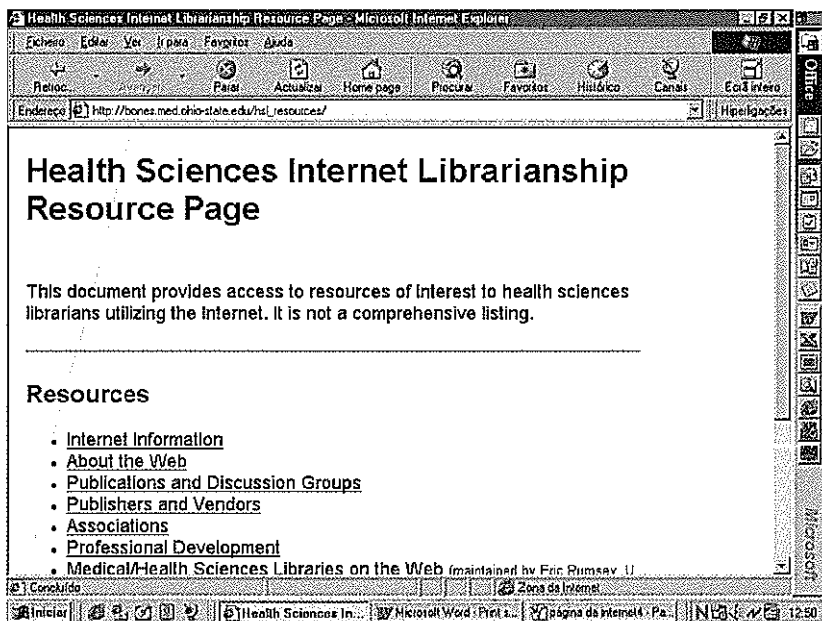 Health Sciences Internet Librarianship Resource Page - Microsoft Internet Explorer
Ficheiro Editar Ver Ir para Favoritos Ajuda
Parar Actualizar Home page Procurar Favoritos Histórico Canais Ecrã inteiro
Endereço http://bones.med.ohio-state.edu/hsl_resources/ Hiperligações
Office
Health Sciences Internet Librarianship
Resource Page
This document provides access to resources of interest to health sciences
librarians utilizing the Internet. It is not a comprehensive listing.
Resources
• Internet Information
• About the Web
• Publications and Discussion Groups
• Publishers and Vendors
• Associations
• Professional Development
• Medical/Health Sciences Libraries on the Web (maintained by Eric Rumsey, U
Microsoft
Concluído Zona da Internet
Iniciar Health Sciences In... Microsoft Word - Print s... página da internet4 - Pa... 12:50